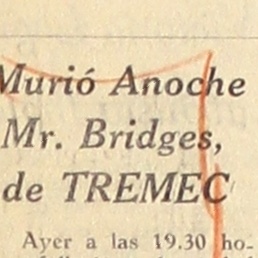 Murió Anoche
Mr. Bridges,
de TREMEC
Ayer a las 19.30 ho-